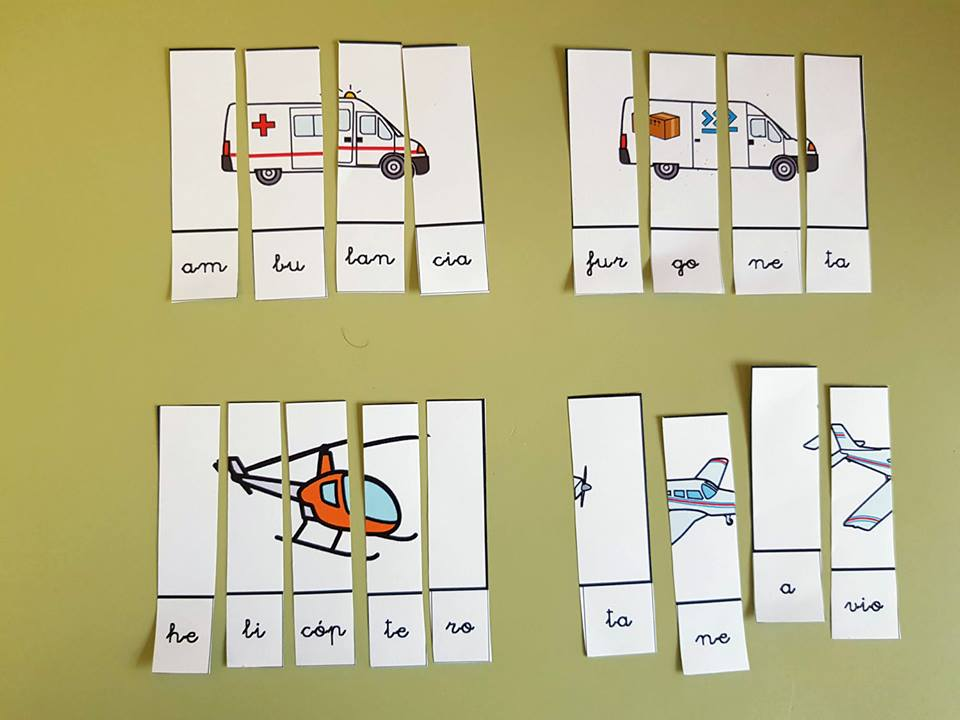 am bu lan cia
fur go ne ta
he li cóp te ro
ta ne a vio